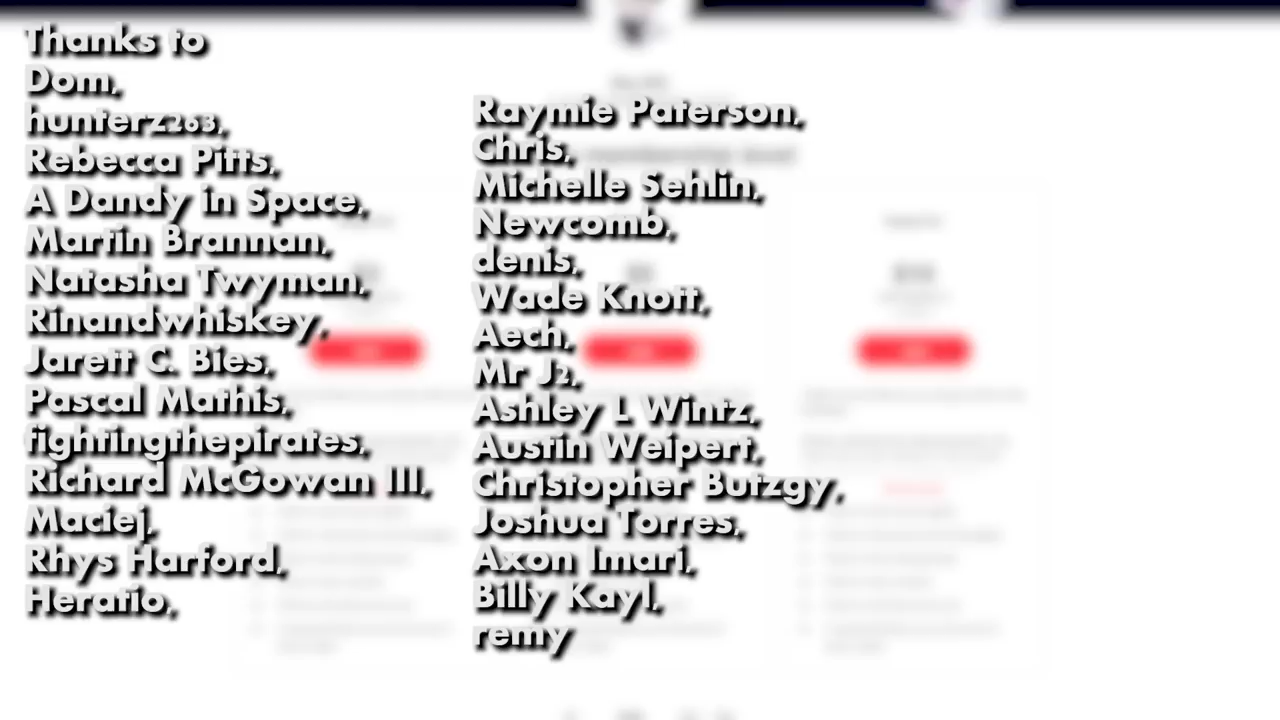 Thanks to
Dom,
hunterz263,
Rebecca Pitts,
A Dandy in Space,
Martin Brannan,
Natasha Twyman,
Rinandwhiskey,
Jarett C. Bies,
Pascal Mathis,
fightingthepirates,
Richard McGowan III,
Maciej,
Rhys Harford,
Heratio,
Raymie Paterson,
Chris,
Michelle Sehlin,
Newcomb,
denis,
Wade Knott,
Aech,
Mr J2,
Ashley L Wintz,
Austin Weipert,
Christopher Butzgy,
Joshua Torres,
Axon Imari,
Billy Kayl,
remy